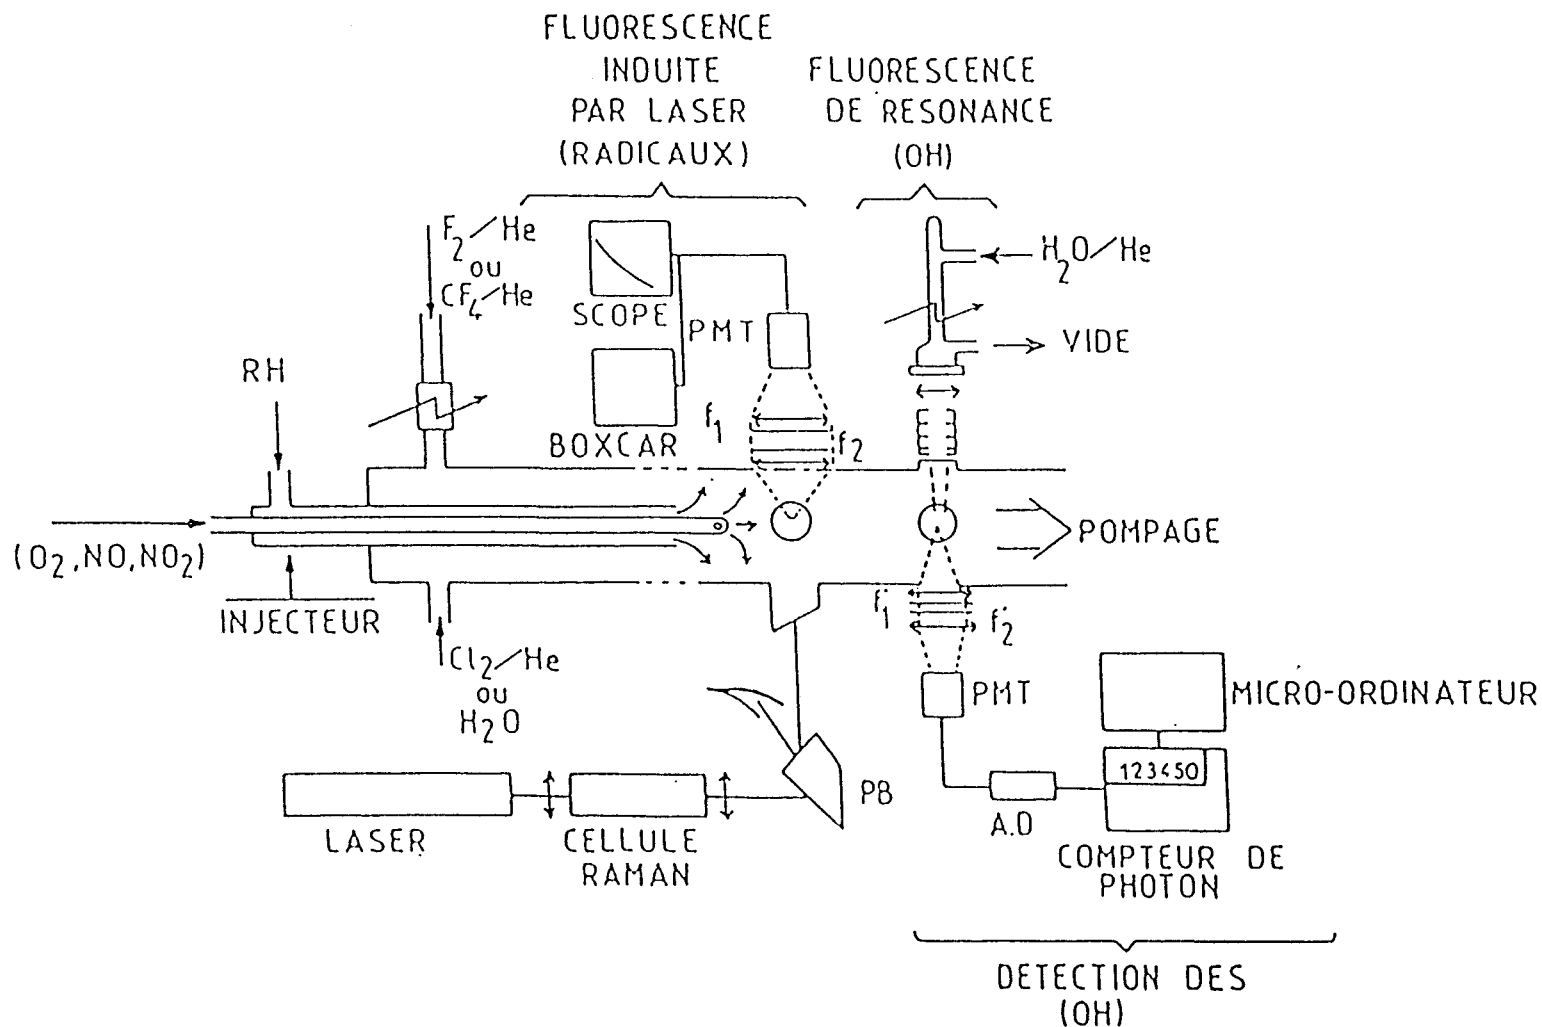 FLUORESCENCE
INDUITE
PAR LASER
(RADICAUX)
FLUORESCENCE
DE RESONANCE
(OH)
F2/He
ou
CF4/He
SCOPE
PMT
BOXCAR
f1
f2
H2O/He
VIDE
RH
(O2,NO,NO2)
INJECTEUR
POMPAGE
Cl2/He
ou
H2O
f'1
f'2
PMT
MICRO-ORDINATEUR
123450
A.D
COMPTEUR DE
PHOTON
LASER
CELLULE
RAMAN
PB
DETECTION DES
(OH)